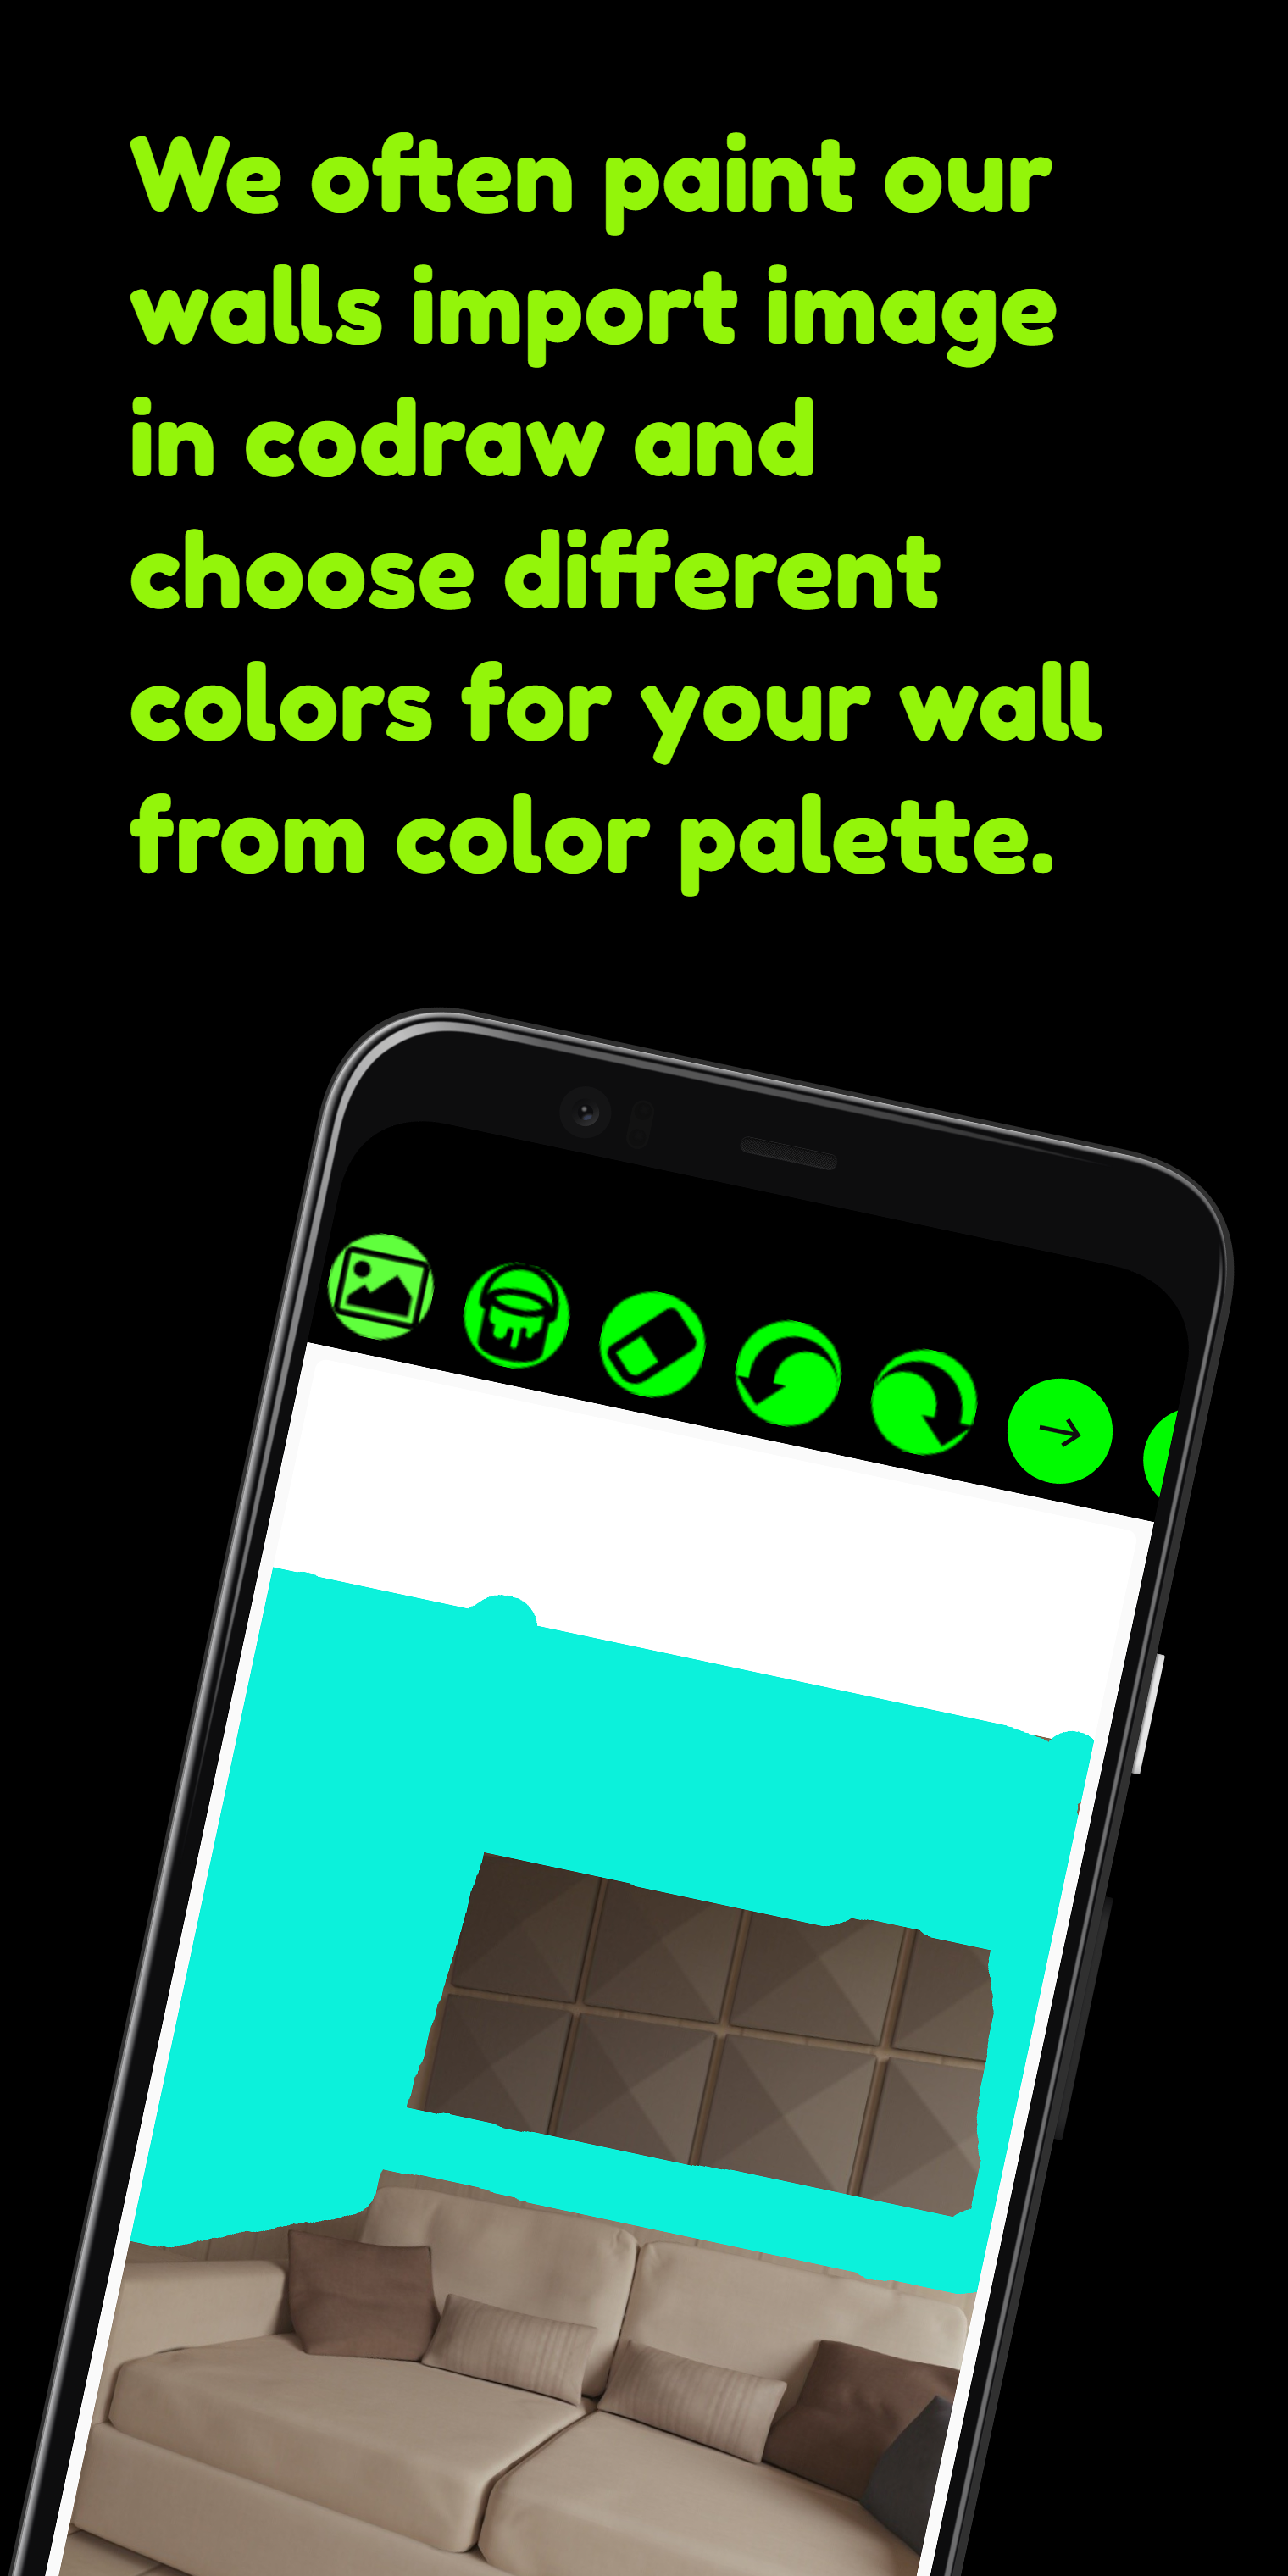 We often paint our
walls import image
in codraw and
choose different
colors for your wall
from color palette.